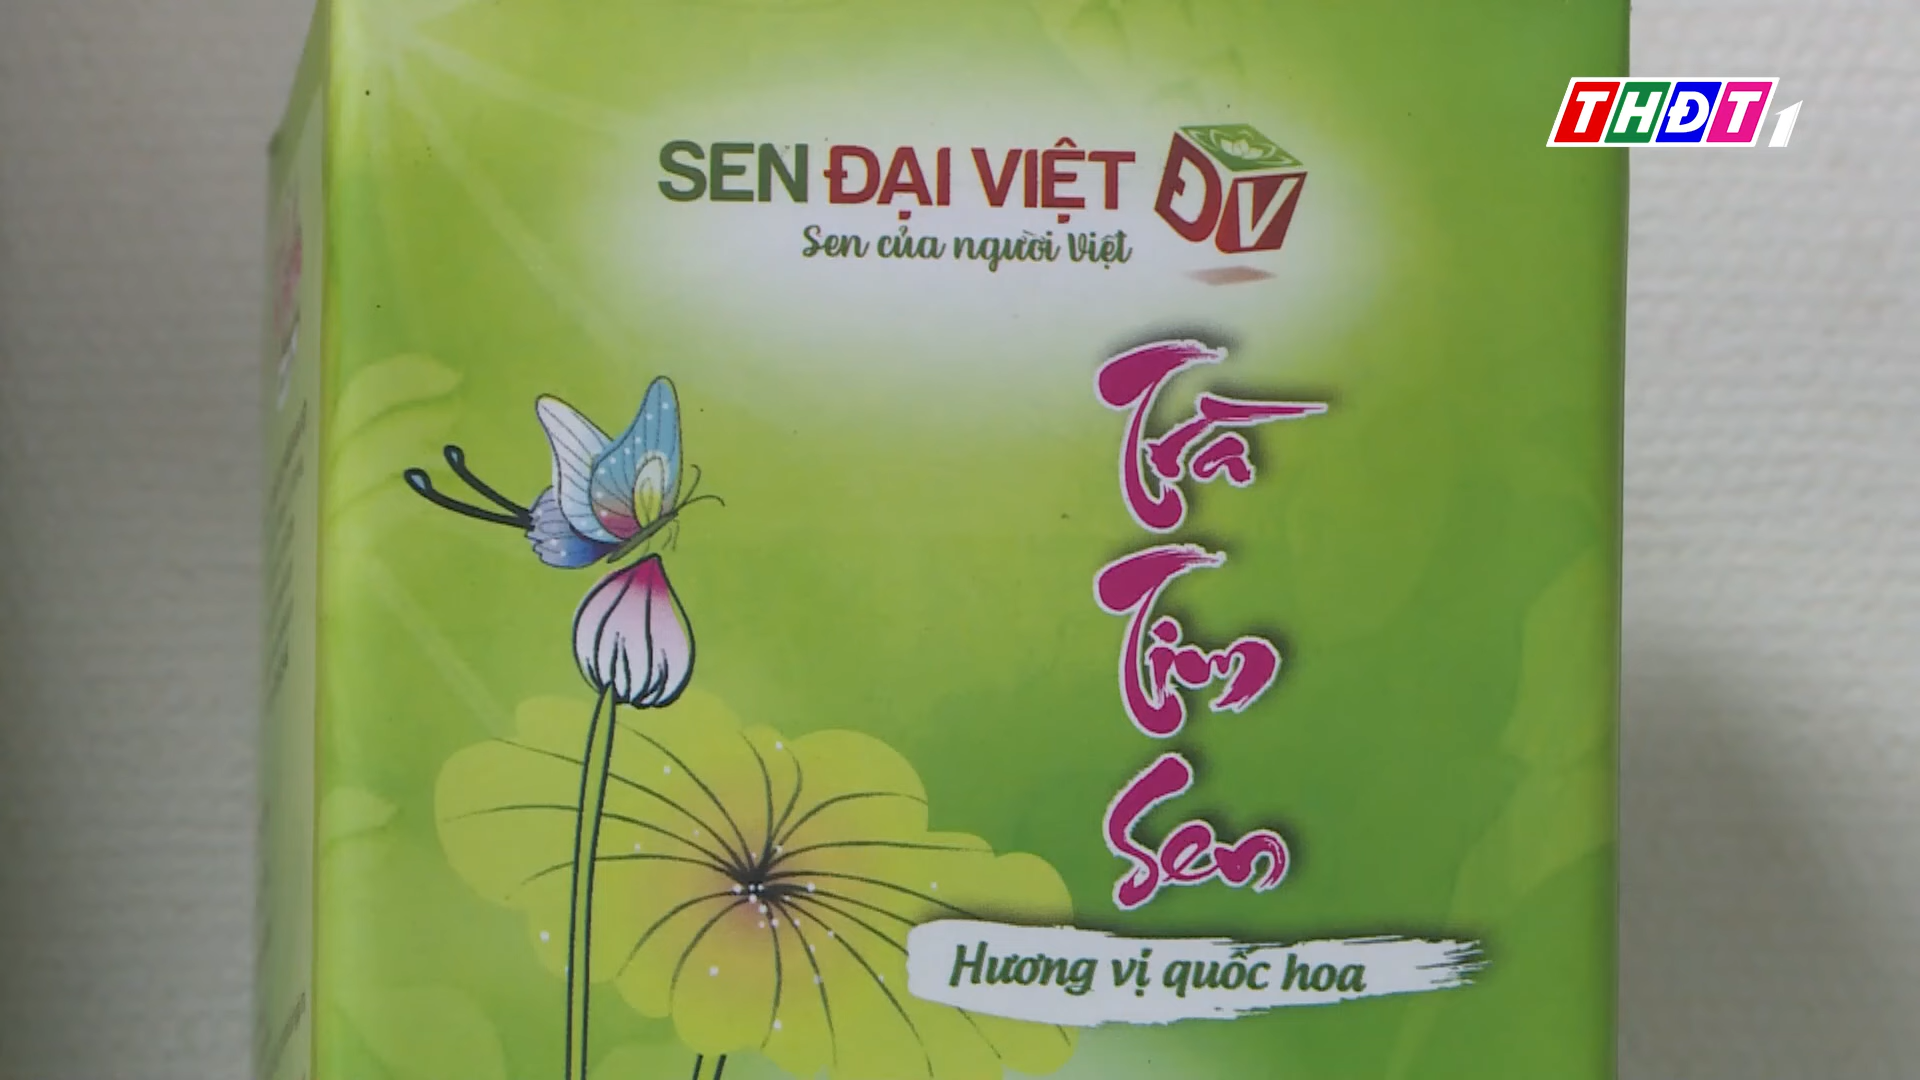 THĐT1
SEN ĐẠI VIỆT ĐV
Sen của người Việt
Trà
Tim
Sen
Hương vị quốc hoa